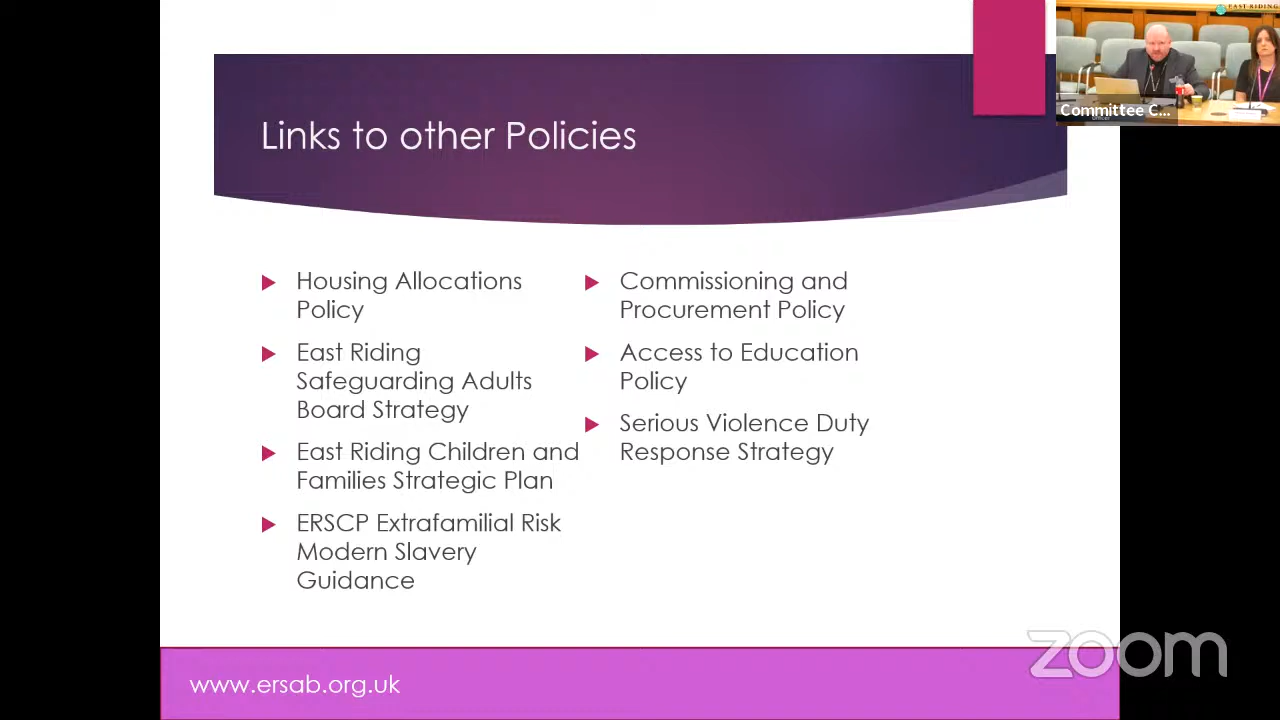 EAST RIDING
Committee C...
Links to other Policies
Housing Allocations
Policy
East Riding
Safeguarding Adults
Board Strategy
East Riding Children and
Families Strategic Plan
ERSCP Extrafamilial Risk
Modern Slavery
Guidance
Commissioning and
Procurement Policy
Access to Education
Policy
Serious Violence Duty
Response Strategy
zoom
www.ersab.org.uk